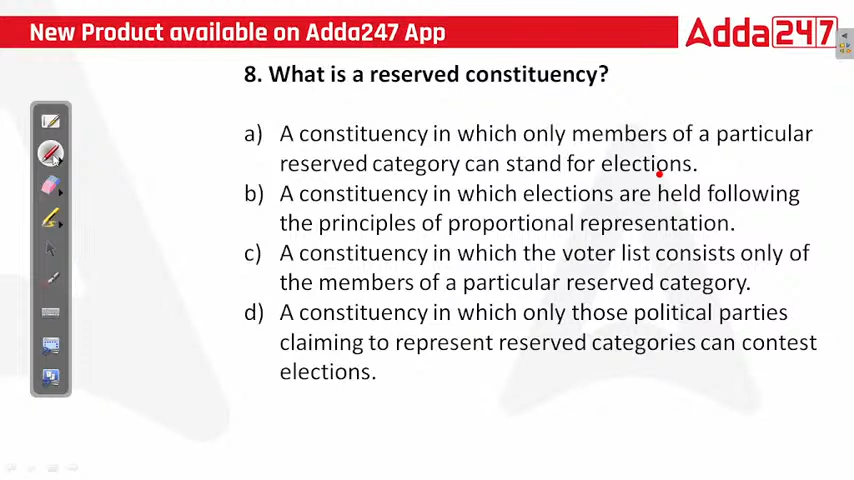 New Product available on Adda247 App
Adda247
8. What is a reserved constituency?
a) A constituency in which only members of a particular
reserved category can stand for elections.
b) A constituency in which elections are held following
the principles of proportional representation.
c) A constituency in which the voter list consists only of
the members of a particular reserved category.
d) A constituency in which only those political parties
claiming to represent reserved categories can contest
elections.